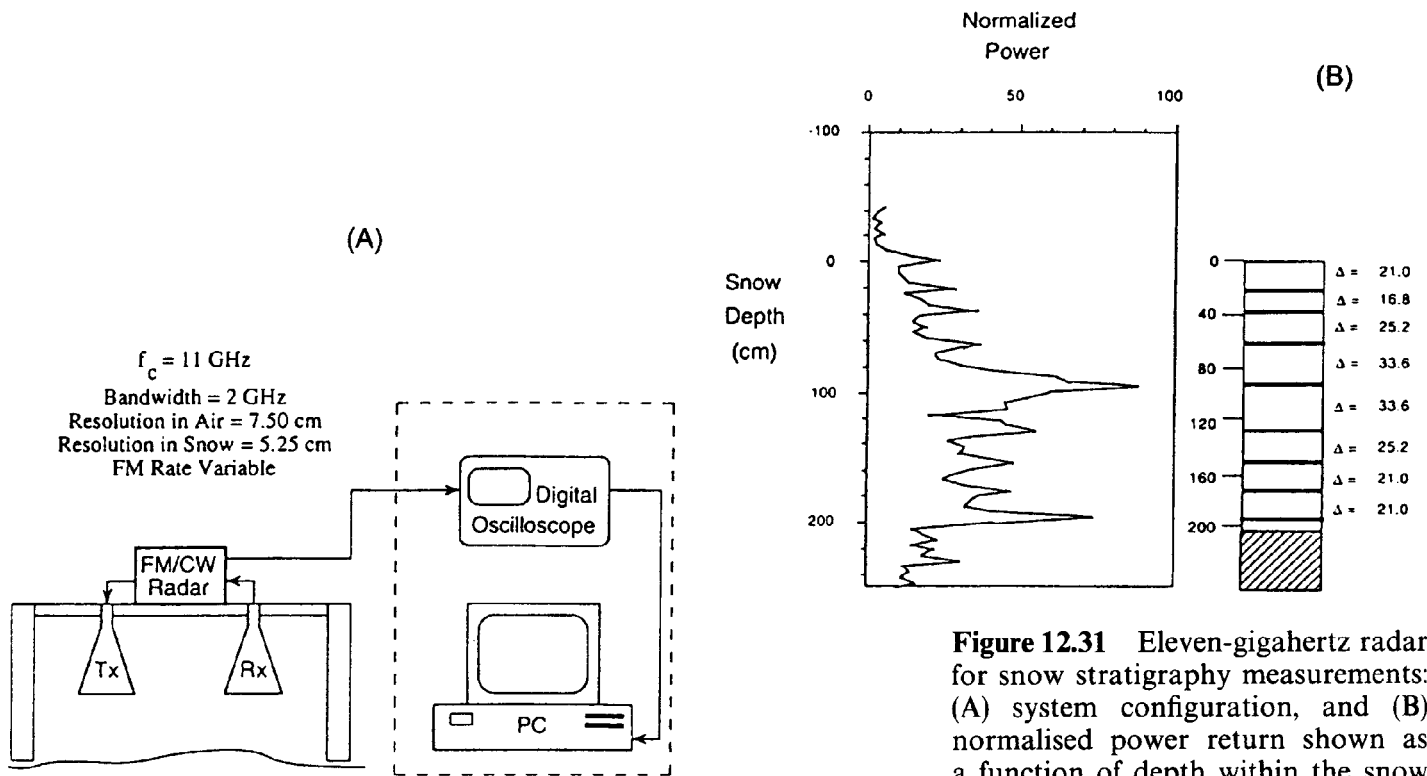 (A)
f_c = 11 GHz
Bandwidth = 2 GHz
Resolution in Air = 7.50 cm
Resolution in Snow = 5.25 cm
FM Rate Variable
FM/CW
Radar
Tx
Rx
Digital
Oscilloscope
PC
Normalized
Power
(B)
0 50 100
-100
0
100
200
Snow
Depth
(cm)
0
40
80
120
160
200
Δ = 21.0
Δ = 16.8
Δ = 25.2
Δ = 33.6
Δ = 33.6
Δ = 25.2
Δ = 21.0
Δ = 21.0
Figure 12.31 Eleven-gigahertz radar
for snow stratigraphy measurements:
(A) system configuration, and (B)
normalised power return shown as
a function of depth within the snow